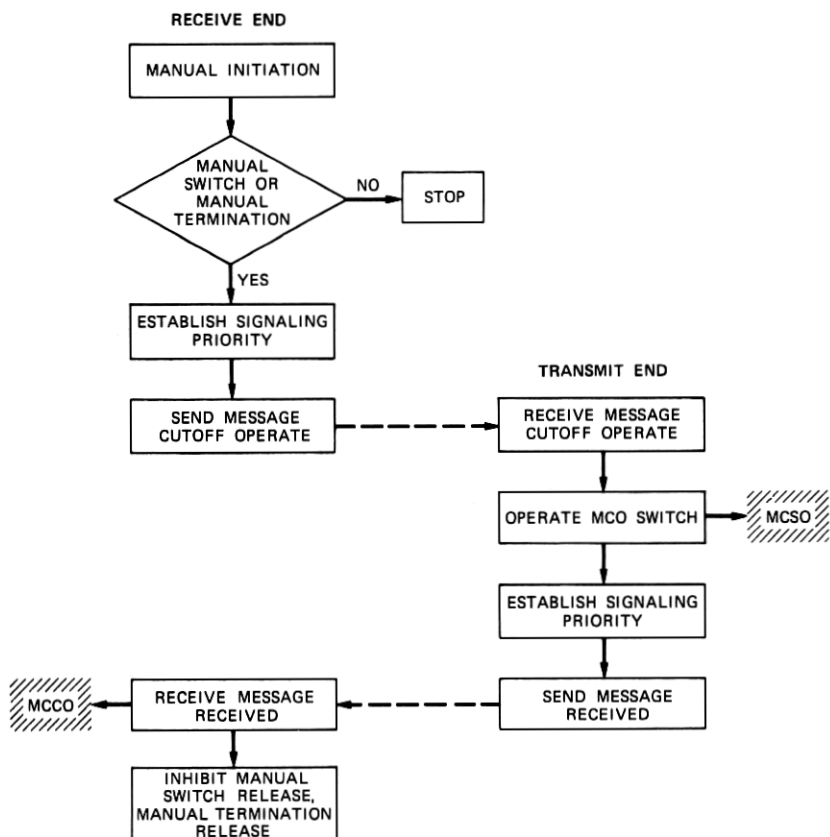 RECEIVE END
MANUAL INITIATION
MANUAL
SWITCH OR
MANUAL
TERMINATION
NO
STOP
YES
ESTABLISH SIGNALING
PRIORITY
SEND MESSAGE
CUTOFF OPERATE
TRANSMIT END
RECEIVE MESSAGE
CUTOFF OPERATE
OPERATE MCO SWITCH
MCSO
ESTABLISH SIGNALING
PRIORITY
SEND MESSAGE
RECEIVED
RECEIVE MESSAGE
RECEIVED
MCCO
INHIBIT MANUAL
SWITCH RELEASE,
MANUAL TERMINATION
RELEASE